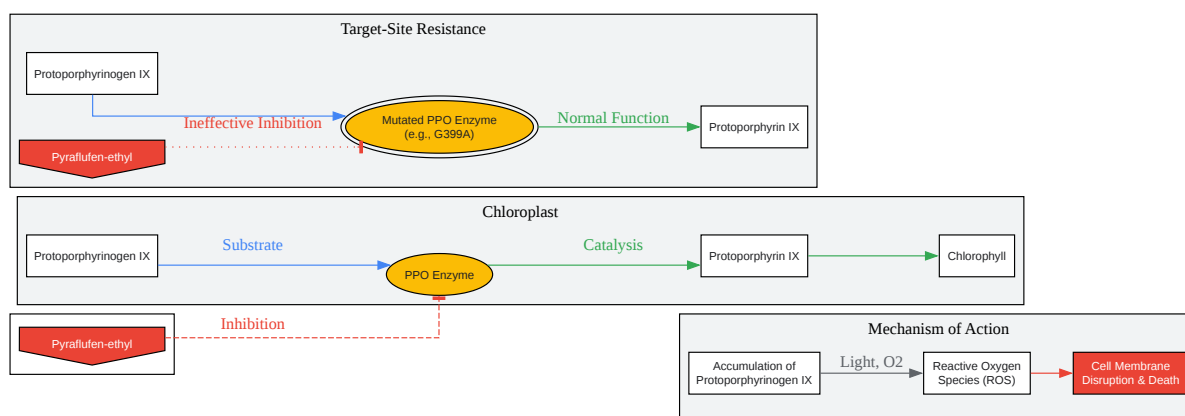 Target-Site Resistance
Protoporphyrinogen IX
Ineffective Inhibition
Mutated PPO Enzyme
(e.g., G399A)
Normal Function
Protoporphyrin IX
Pyraflufen-ethyl
Chloroplast
Protoporphyrinogen IX
Substrate
PPO Enzyme
Catalysis
Protoporphyrin IX
Chlorophyll
Pyraflufen-ethyl
Inhibition
Mechanism of Action
Accumulation of
Protoporphyrinogen IX
Light, O2
Reactive Oxygen
Species (ROS)
Cell Membrane
Disruption & Death